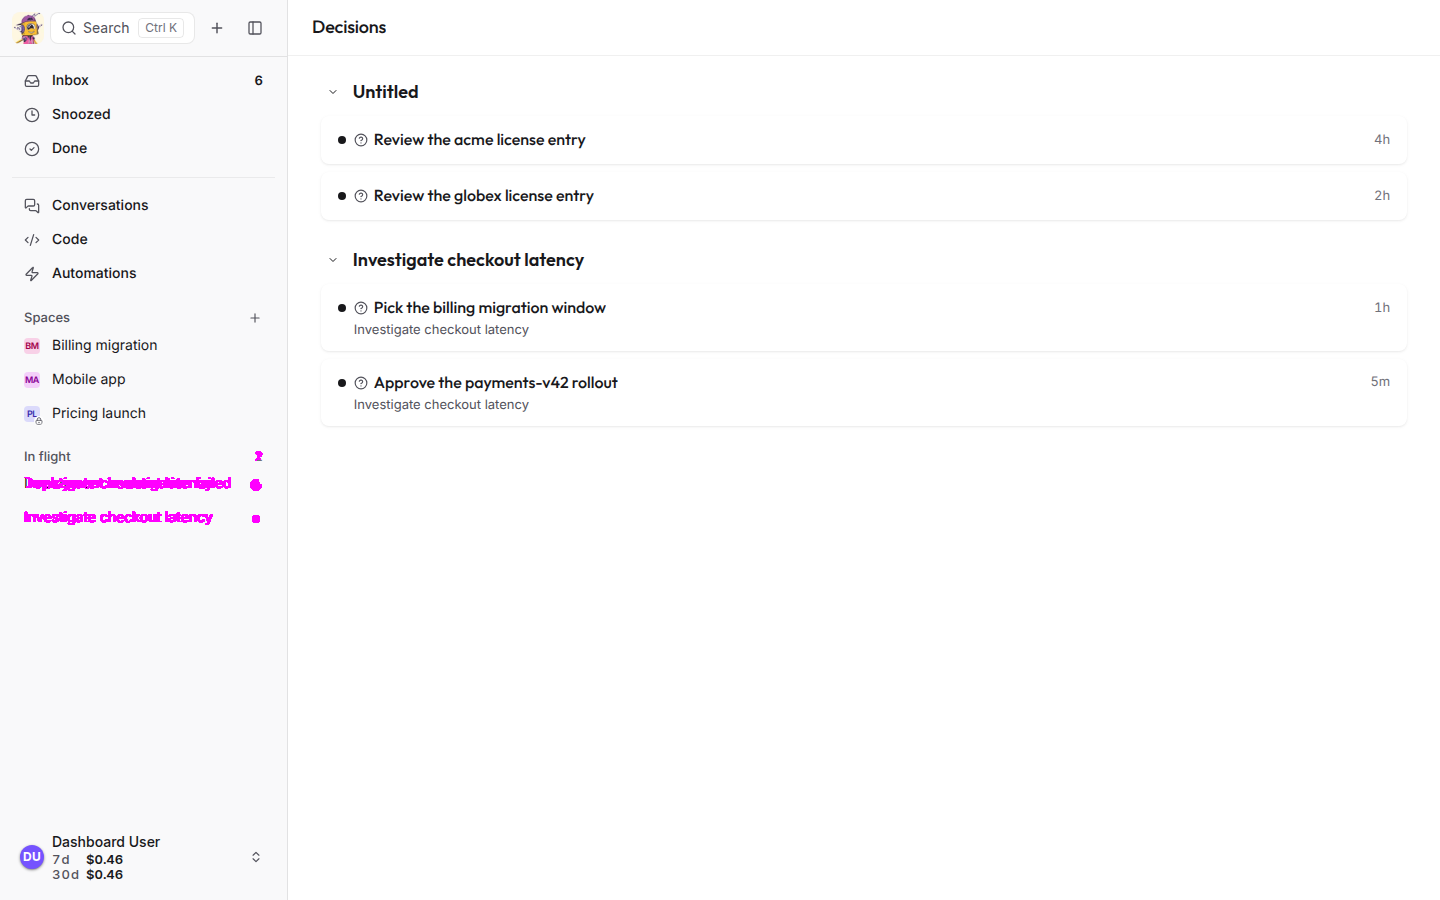 Search Ctrl K
Decisions
Inbox 6
Snoozed
Done
Conversations
Code
Automations
Spaces
BM Billing migration
MA Mobile app
PL Pricing launch
In flight
Investigate checkout latency
Dashboard User
DU
7d $0.46
30d $0.46
Untitled
Review the acme license entry 4h
Review the globex license entry 2h
Investigate checkout latency
Pick the billing migration window 1h
Investigate checkout latency
Approve the payments-v42 rollout 5m
Investigate checkout latency